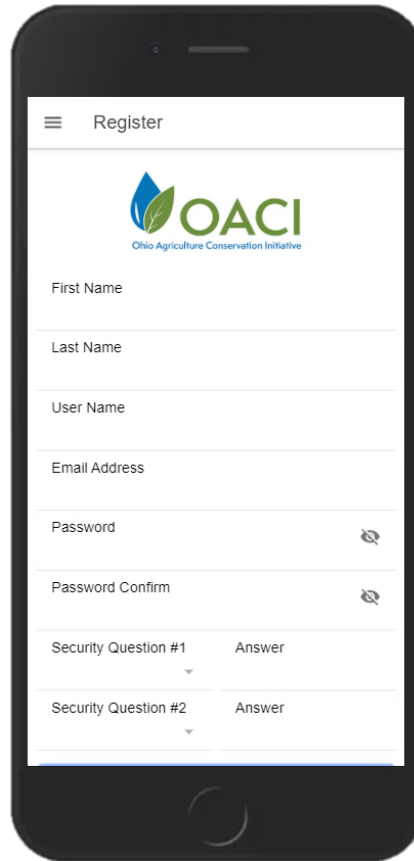 Register
OACI
Ohio Agriculture Conservation Initiative
First Name
Last Name
User Name
Email Address
Password
Password Confirm
Security Question #1 Answer
Security Question #2 Answer